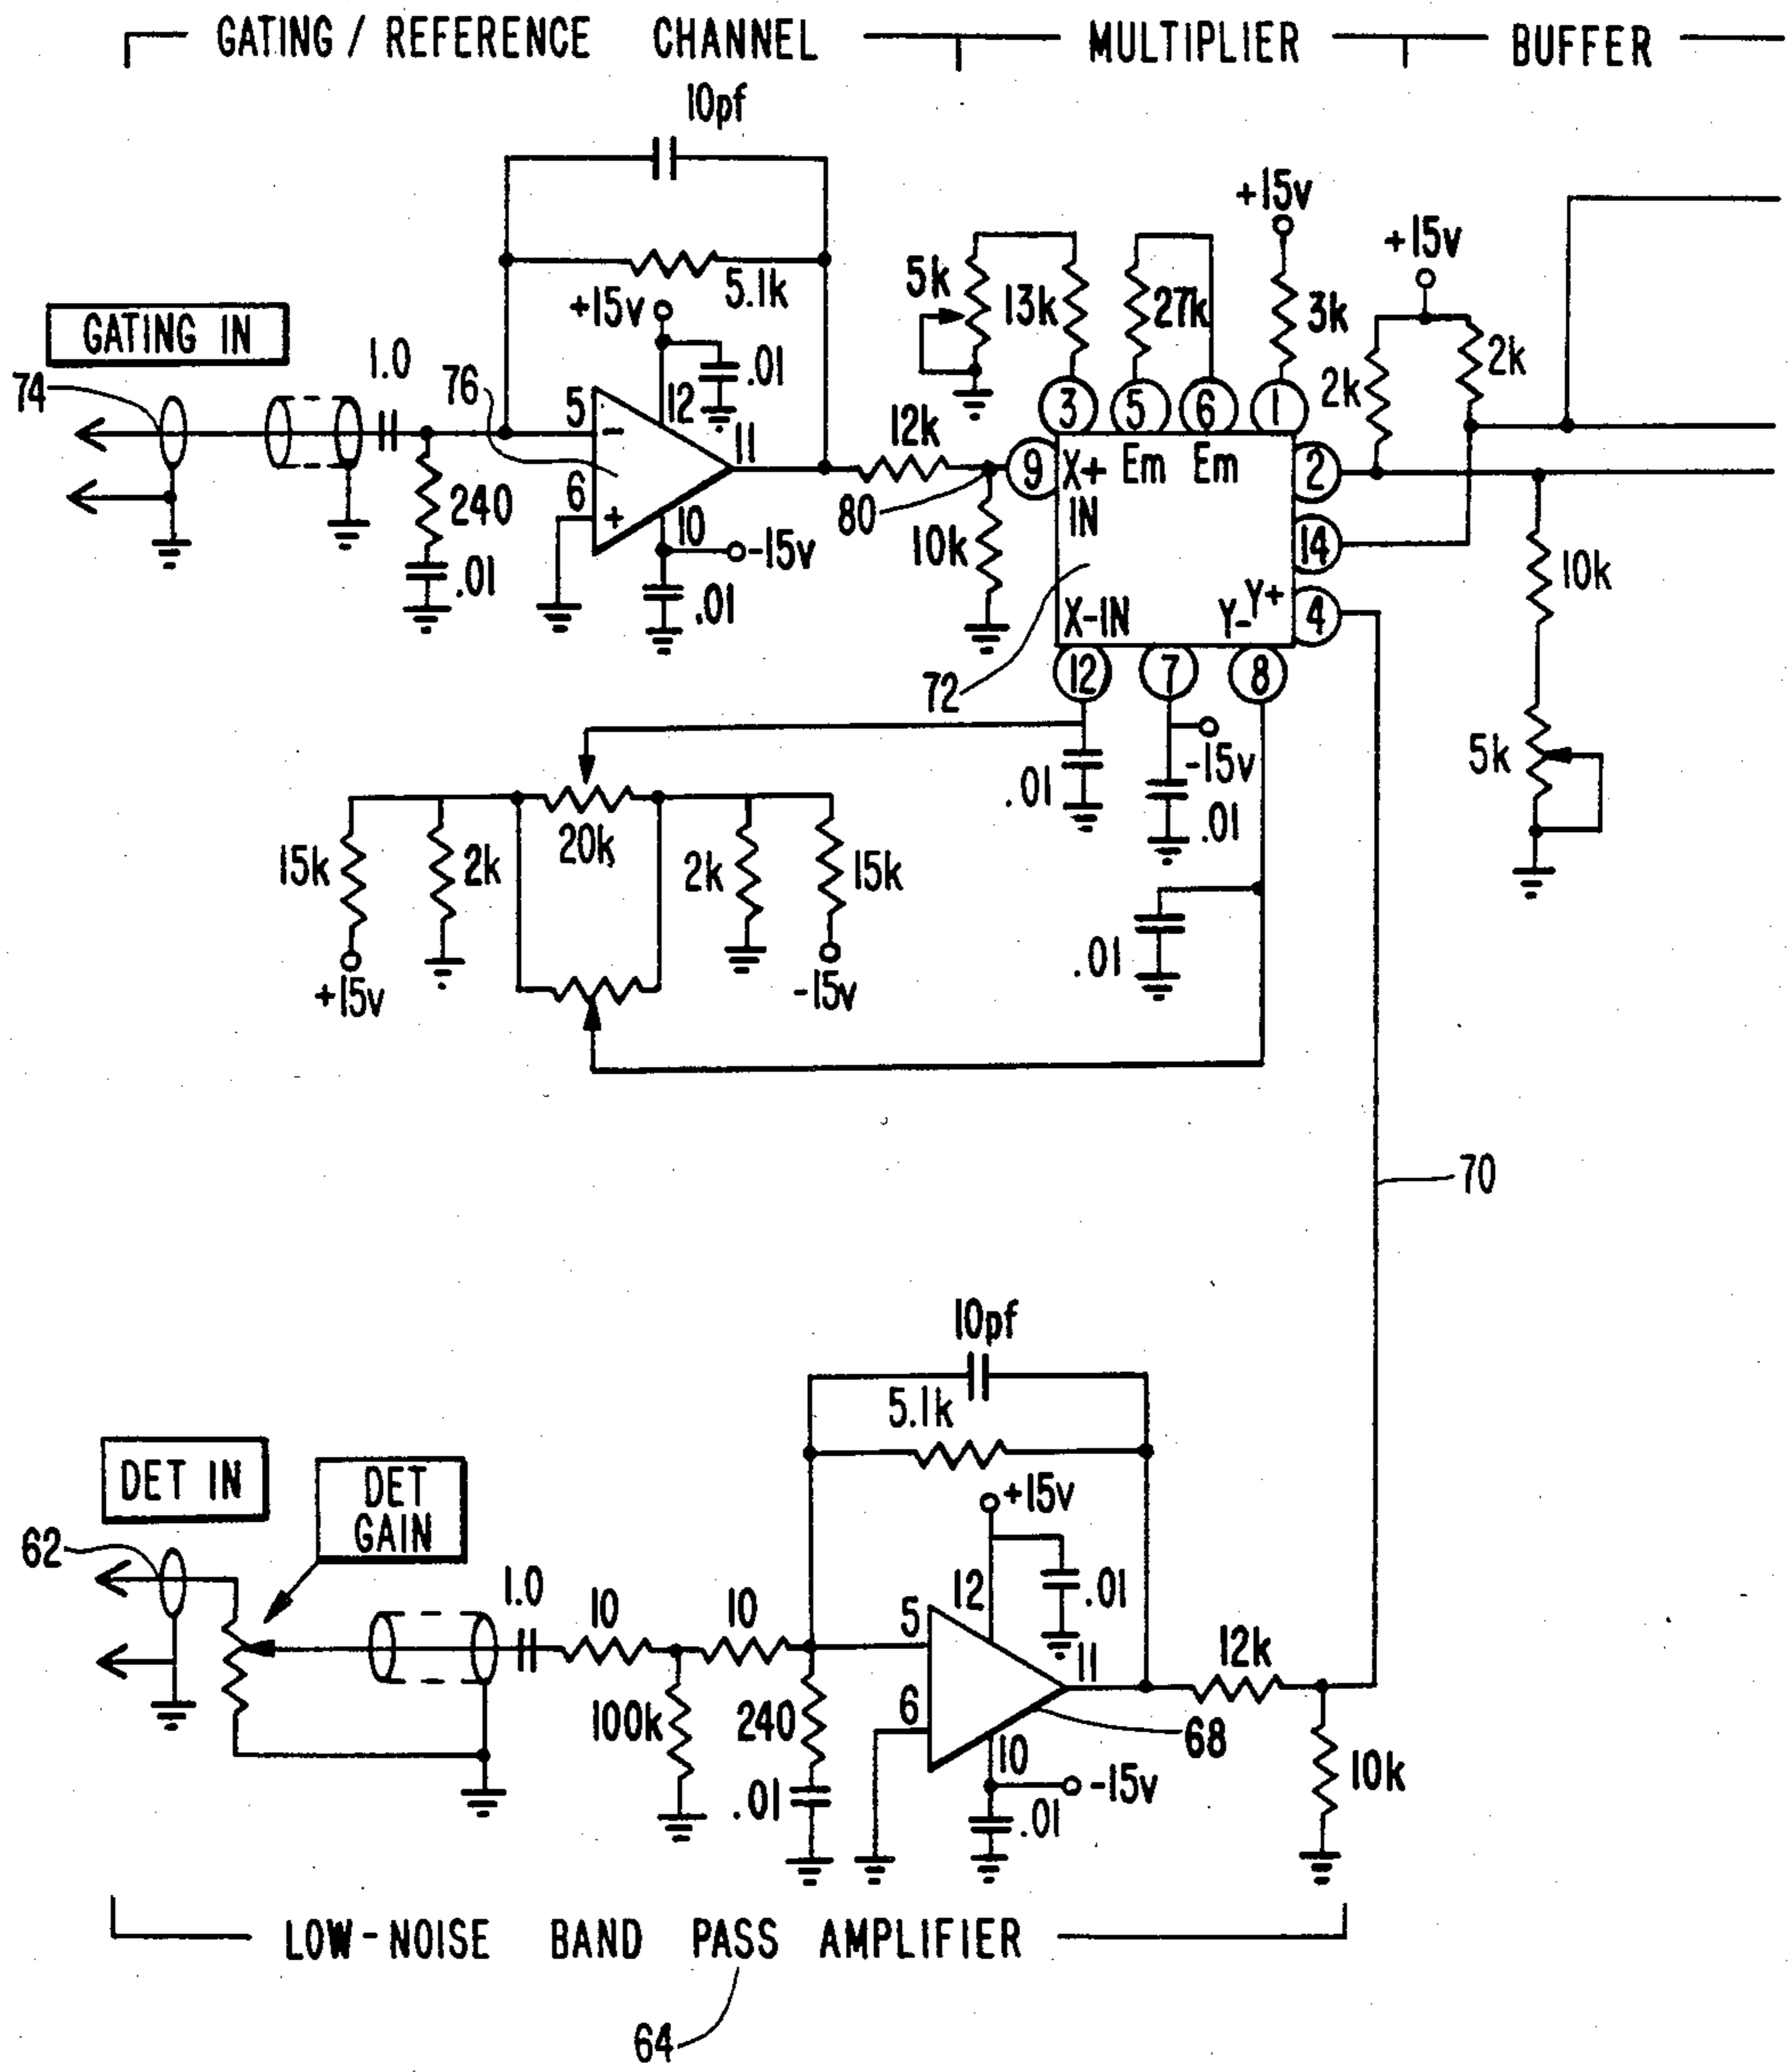 GATING / REFERENCE CHANNEL
MULTIPLIER
BUFFER
10pf
5.1k
+15v
.01
GATING IN
74
1.0
76
5
-
12
11
6
+
10
-15v
.01
240
.01
12k
80
10k
5k
13k
27k
+15v
3k
+15v
2k
2k
3
5
6
1
9
X+
IN
Em
Em
2
14
4
X-IN
Y-
Y+
12
7
8
72
.01
-15v
.01
10k
5k
15k
2k
20k
2k
15k
+15v
-15v
.01
70
10pf
5.1k
DET IN
DET
GAIN
62
1.0
10
10
+15v
12
.01
5
11
12k
6
100k
240
10
68
.01
-15v
.01
10k
LOW-NOISE BAND PASS AMPLIFIER
64